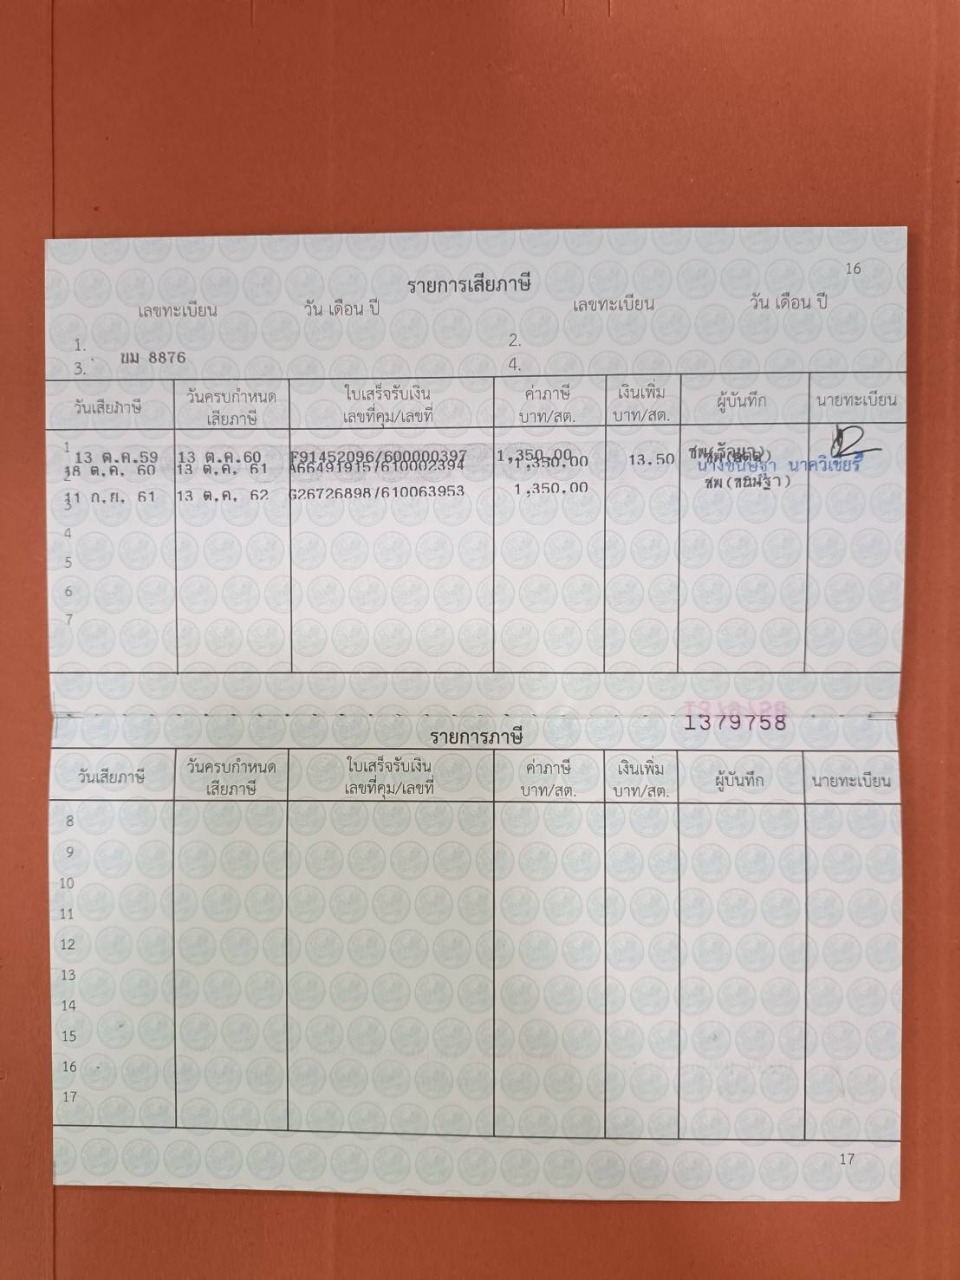 16
รายการเสียภาษี
เลขทะเบียน วัน เดือน ปี เลขทะเบียน วัน เดือน ปี
1. 2.
3. ขม 8876 4.
วันเสียภาษี วันครบกำหนดเสียภาษี ใบเสร็จรับเงิน เลขที่คุม/เลขที่ ค่าภาษี บาท/สต. เงินเพิ่ม บาท/สต. ผู้บันทึก นายทะเบียน
1 13 ต.ค.59 13 ต.ค.60 F91452096/600000397 1,350.00
2 18 ต.ค. 60 13 ต.ค. 61 A66491915/610002394 1,350.00 13.50
3 11 ก.ย. 61 13 ต.ค. 62 G26726898/610063953 1,350.00 ชพ(ขนิษฐา)
4
5
6
7
1379758
รายการภาษี
วันเสียภาษี วันครบกำหนดเสียภาษี ใบเสร็จรับเงิน เลขที่คุม/เลขที่ ค่าภาษี บาท/สต. เงินเพิ่ม บาท/สต. ผู้บันทึก นายทะเบียน
8
9
10
11
12
13
14
15
16
17
17